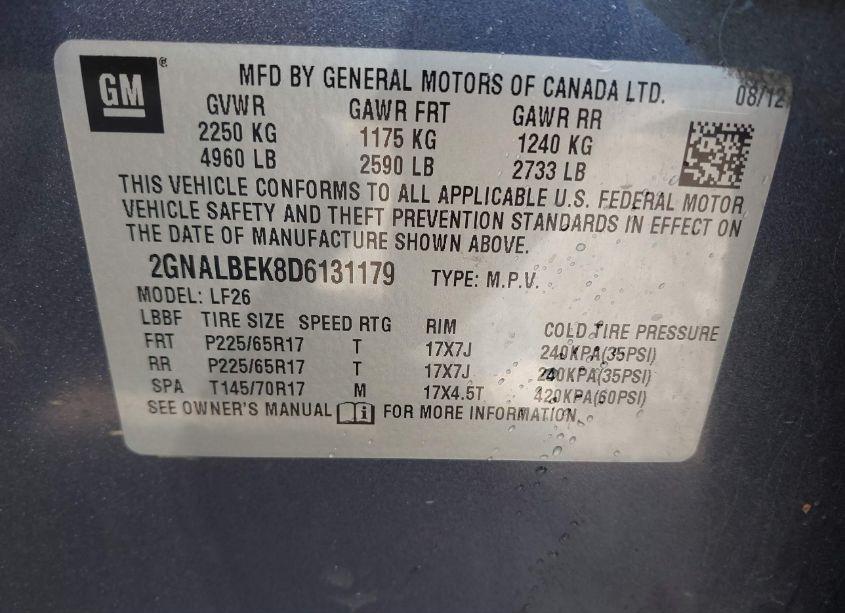 GM ®
MFD BY GENERAL MOTORS OF CANADA LTD. 08/12
GVWR GAWR FRT GAWR RR
2250 KG 1175 KG 1240 KG
4960 LB 2590 LB 2733 LB
THIS VEHICLE CONFORMS TO ALL APPLICABLE U.S. FEDERAL MOTOR
VEHICLE SAFETY AND THEFT PREVENTION STANDARDS IN EFFECT ON
THE DATE OF MANUFACTURE SHOWN ABOVE.
2GNALBEK8D6131179 TYPE: M.P.V.
MODEL: LF26
LBBF TIRE SIZE SPEED RTG RIM COLD TIRE PRESSURE
FRT P225/65R17 T 17X7J 240KPA(35PSI)
RR P225/65R17 T 17X7J 240KPA(35PSI)
SPA T145/70R17 M 17X4.5T 420KPA(60PSI)
SEE OWNER'S MANUAL i FOR MORE INFORMATION.